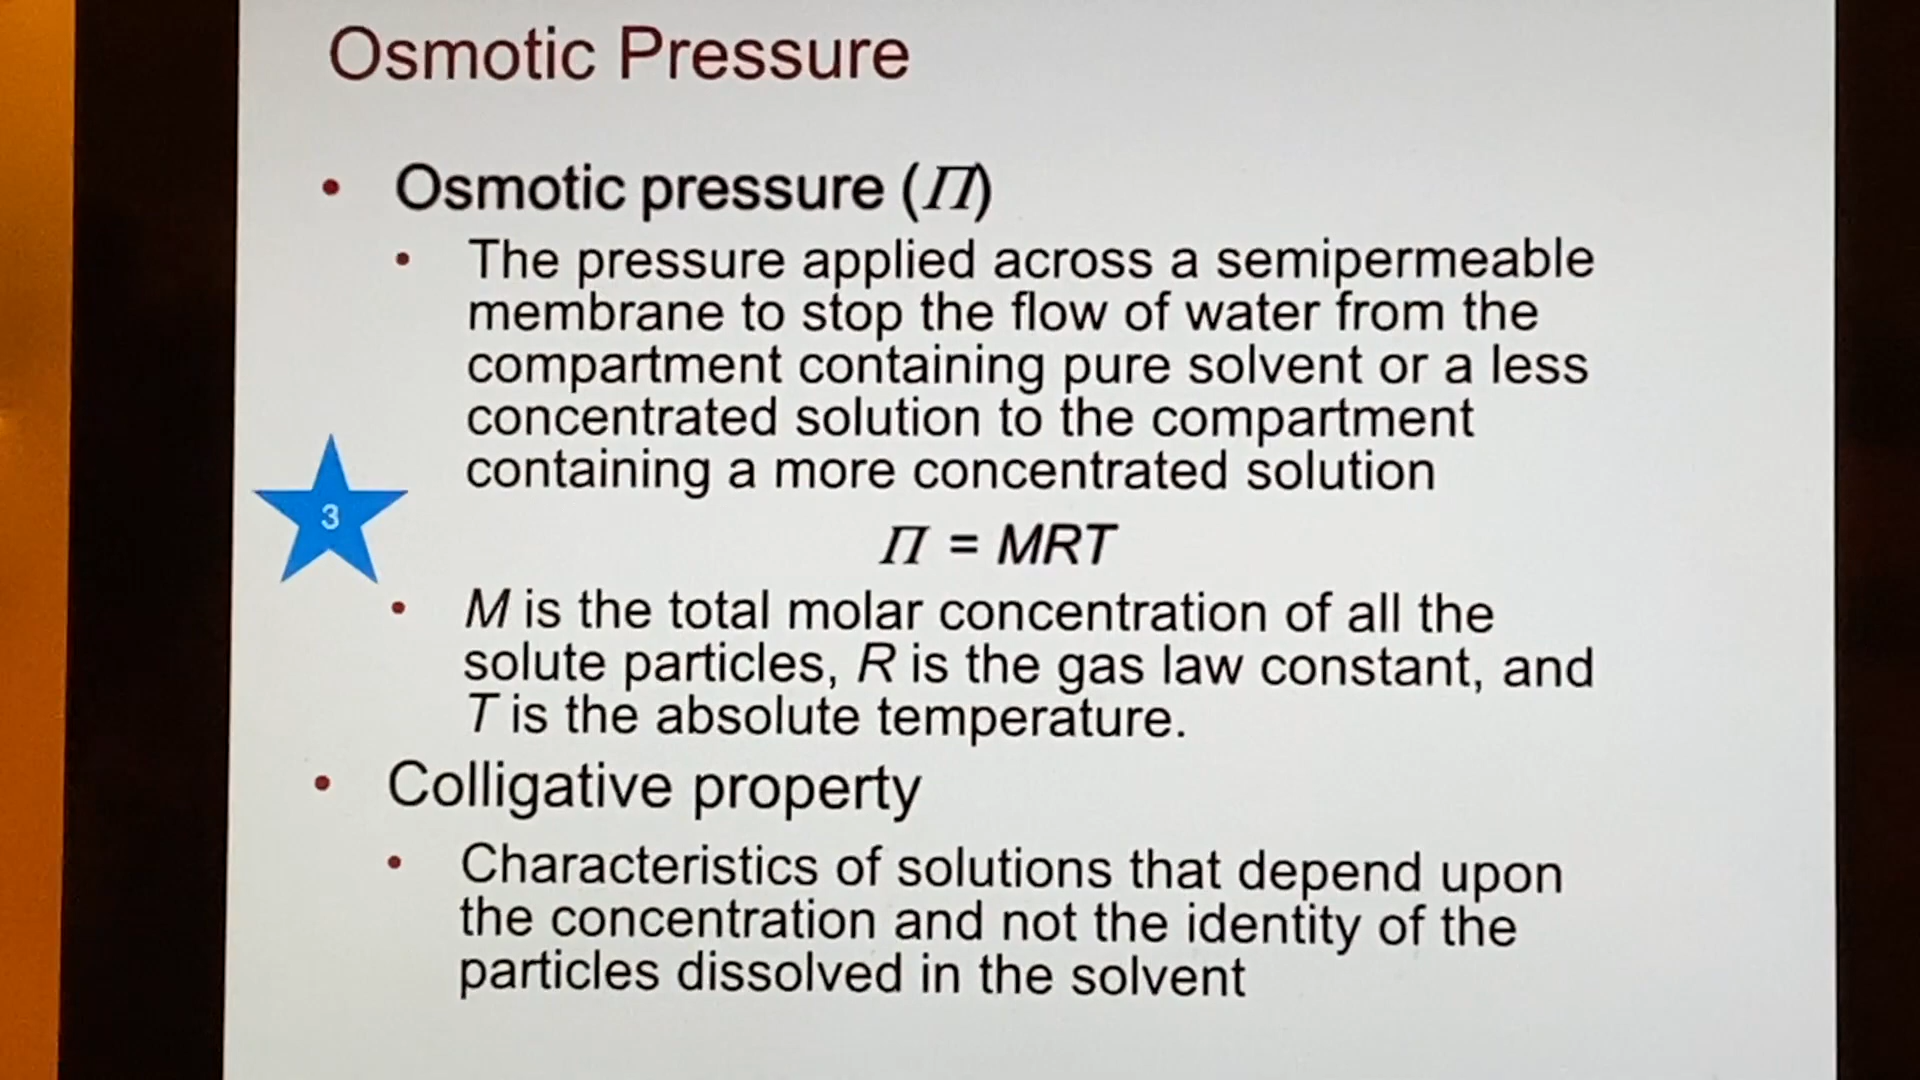 Osmotic Pressure
• Osmotic pressure (Π)
• The pressure applied across a semipermeable
membrane to stop the flow of water from the
compartment containing pure solvent or a less
concentrated solution to the compartment
containing a more concentrated solution
3
Π = MRT
• M is the total molar concentration of all the
solute particles, R is the gas law constant, and
T is the absolute temperature.
• Colligative property
• Characteristics of solutions that depend upon
the concentration and not the identity of the
particles dissolved in the solvent